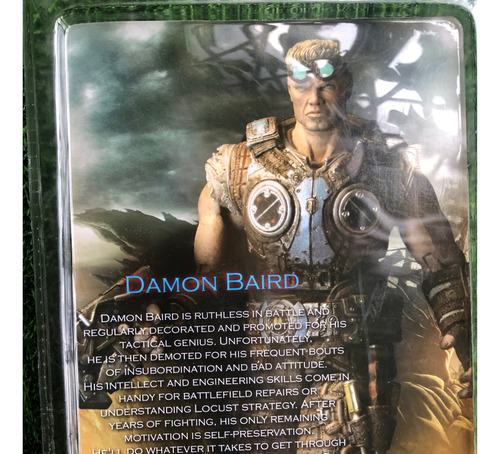 DAMON BAIRD
DAMON BAIRD IS RUTHLESS IN BATTLE AND
REGULARLY DECORATED AND PROMOTED FOR HIS
TACTICAL GENIUS. UNFORTUNATELY,
HE IS THEN DEMOTED FOR HIS FREQUENT BOUTS
OF INSUBORDINATION AND BAD ATTITUDE.
HIS INTELLECT AND ENGINEERING SKILLS COME IN
HANDY FOR BATTLEFIELD REPAIRS OR
UNDERSTANDING LOCUST STRATEGY. AFTER
YEARS OF FIGHTING, HIS ONLY REMAINING
MOTIVATION IS SELF-PRESERVATION.
HE'LL DO WHATEVER IT TAKES TO GET THROUGH